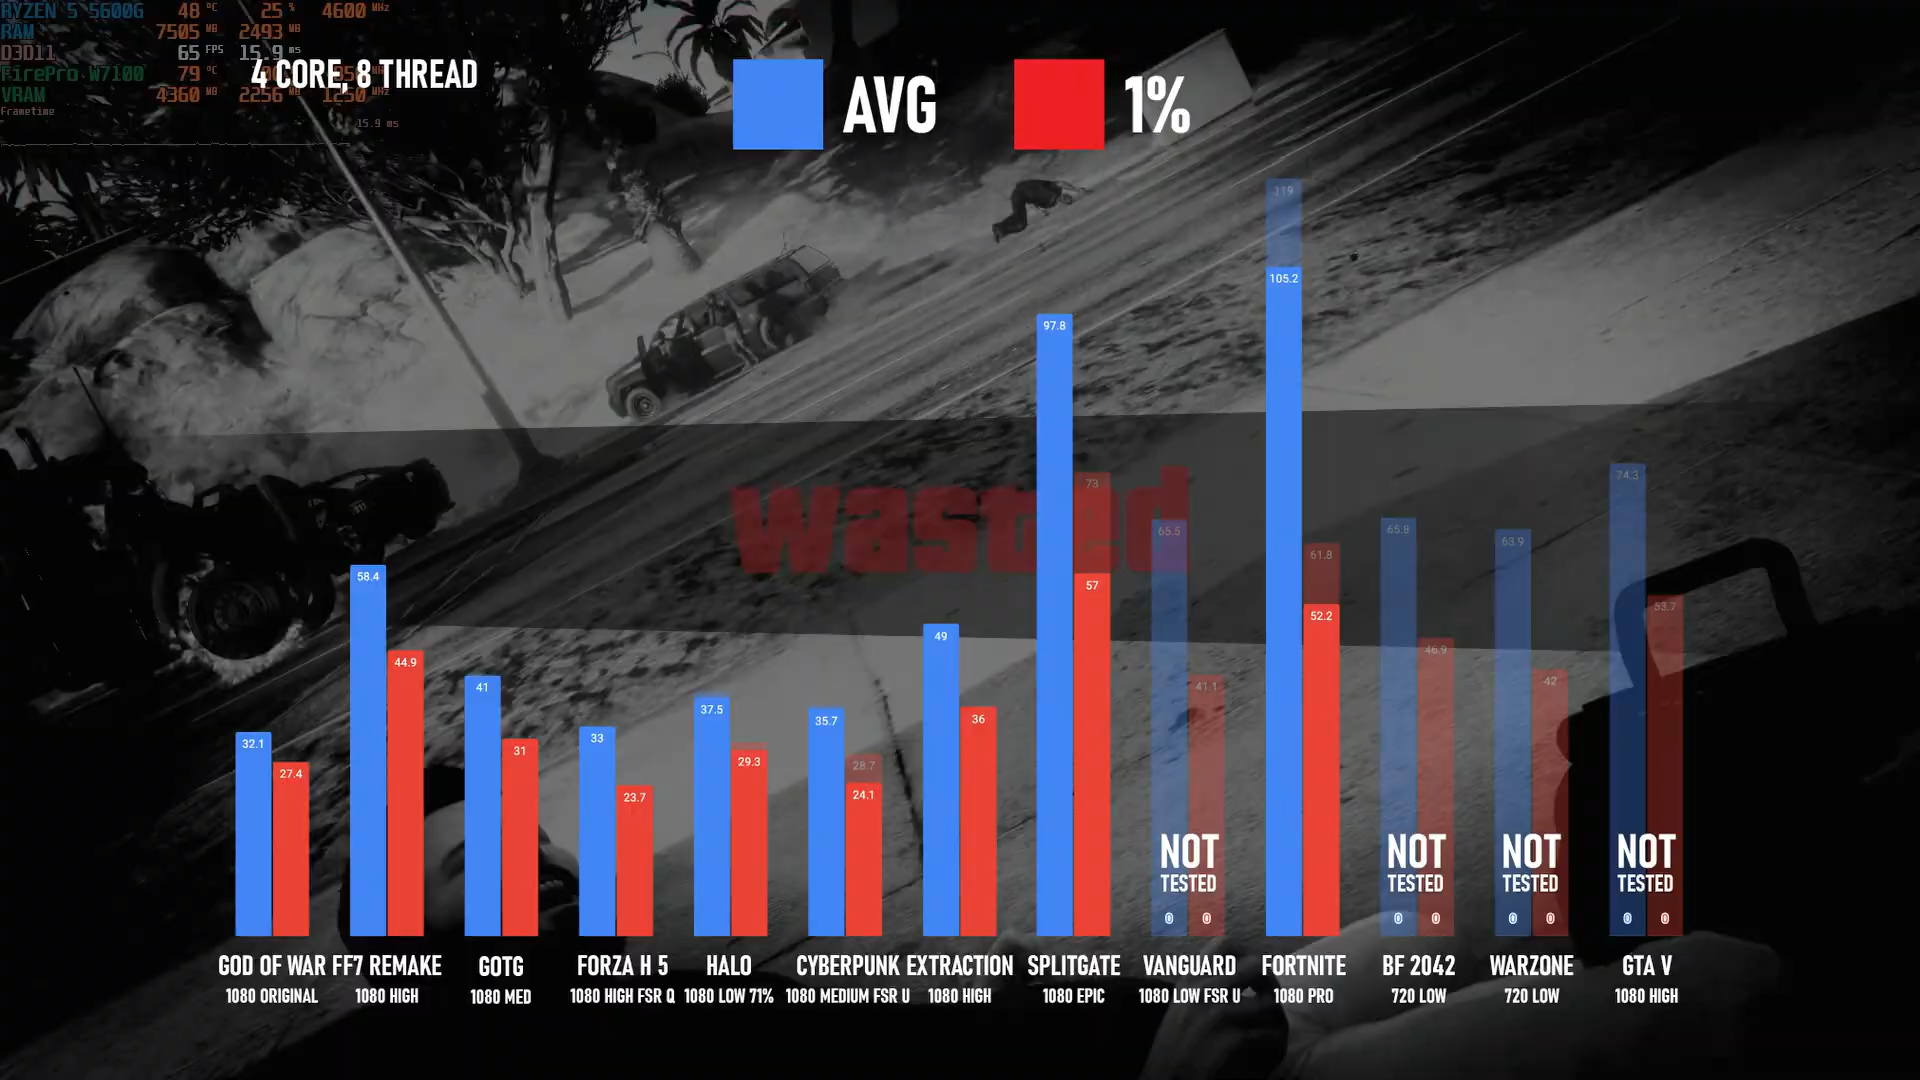 RYZEN 5 5600G 48 °C 25 % 4600 MHz
RAM 7505 MB 2493 MB
D3D11 65 FPS 15.9 ms
FirePro W7100 79 °C
VRAM 4360 MB 2256 MB 1250 MHz
Frametime
15.9 ms
4 CORE, 8 THREAD
AVG 1%
wasted
32.1 27.4
58.4 44.9
41 31
33 23.7
37.5 29.3
35.7 28.7 24.1
49 36
97.8 73 57
65.5 41.1
NOT
TESTED
0 0
119 105.2 61.8 52.2
65.8 46.9
NOT
TESTED
0 0
63.9 42
NOT
TESTED
0 0
74.3 53.7
NOT
TESTED
0 0
GOD OF WAR FF7 REMAKE GOTG FORZA H 5 HALO CYBERPUNK EXTRACTION SPLITGATE VANGUARD FORTNITE BF 2042 WARZONE GTA V
1080 ORIGINAL 1080 HIGH 1080 MED 1080 HIGH FSR Q 1080 LOW 71% 1080 MEDIUM FSR U 1080 HIGH 1080 EPIC 1080 LOW FSR U 1080 PRO 720 LOW 720 LOW 1080 HIGH